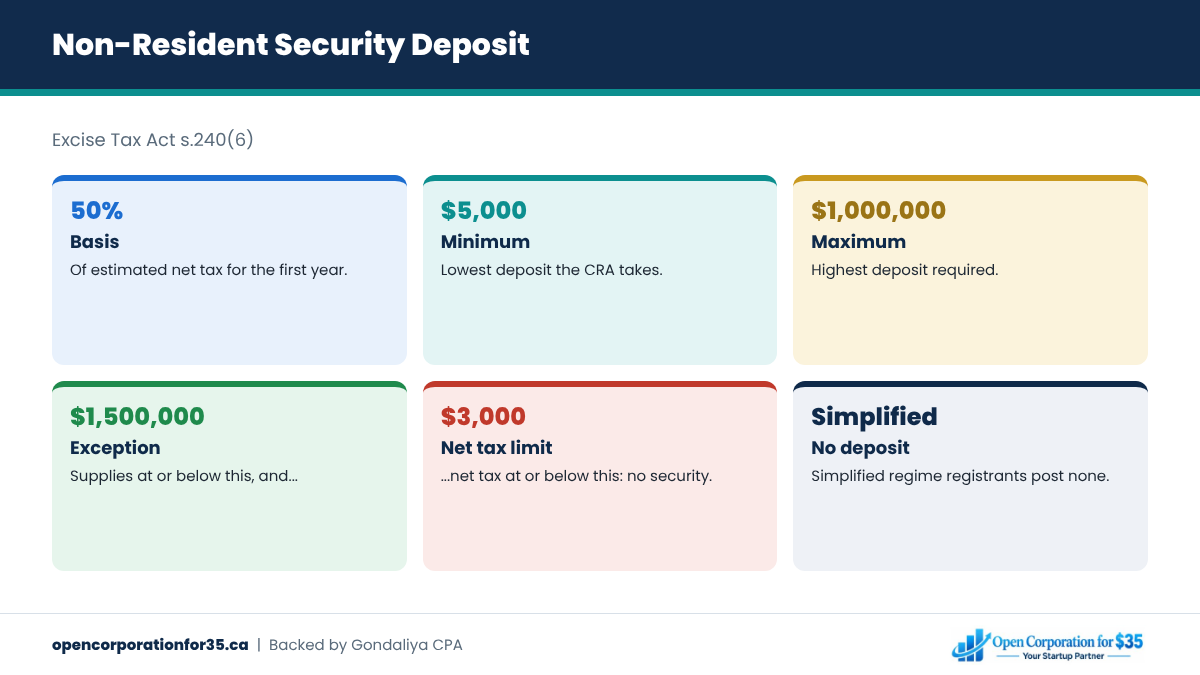 Non-Resident Security Deposit
Excise Tax Act s.240(6)
50%
Basis
Of estimated net tax for the first year.
$5,000
Minimum
Lowest deposit the CRA takes.
$1,000,000
Maximum
Highest deposit required.
$1,500,000
Exception
Supplies at or below this, and...
$3,000
Net tax limit
...net tax at or below this: no security.
Simplified
No deposit
Simplified regime registrants post none.
opencorporationfor35.ca | Backed by Gondaliya CPA
Open Corporation for $35
Your Startup Partner